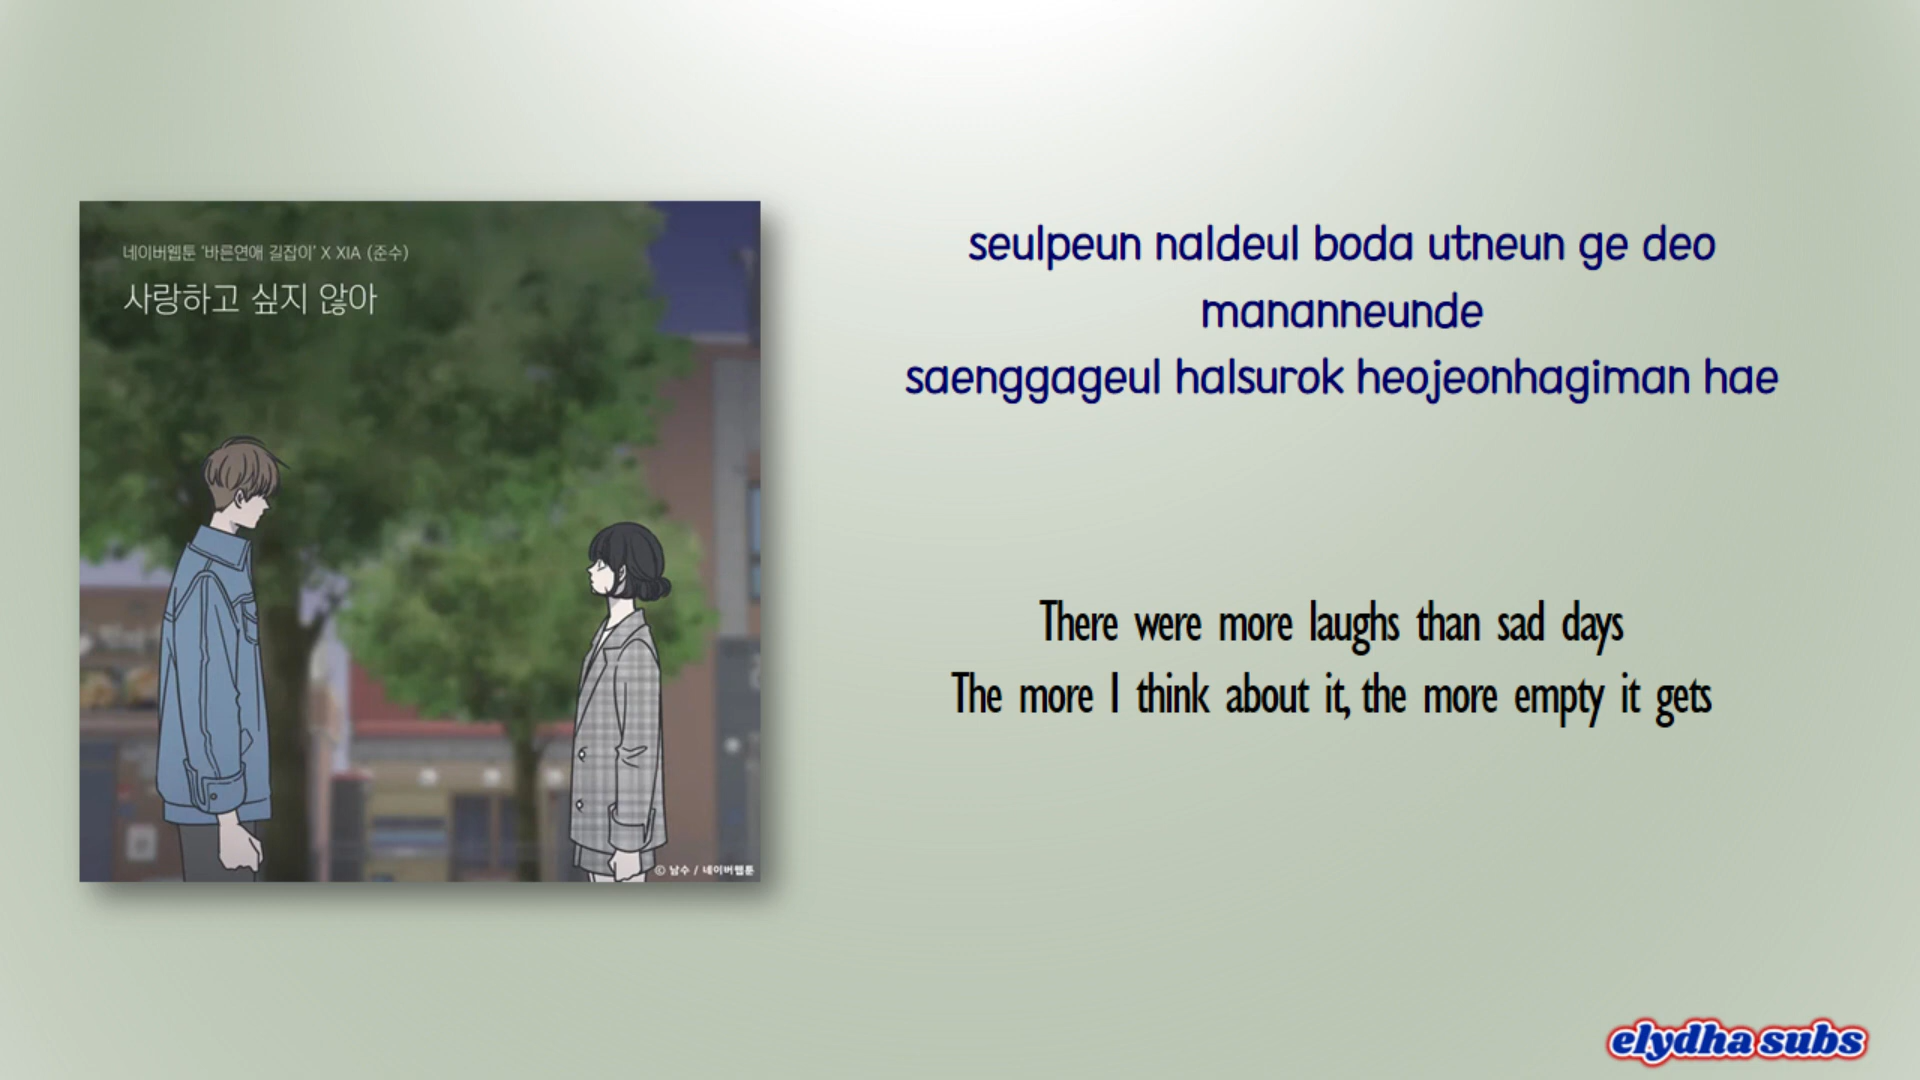 네이버웹툰 '바른연애 길잡이' X XIA (준수)
사랑하고 싶지 않아
© 남수 / 네이버웹툰
seulpeun naldeul boda utneun ge deo
mananneunde
saenggageul halsurok heojeonhagiman hae
There were more laughs than sad days
The more I think about it, the more empty it gets
elydha subs